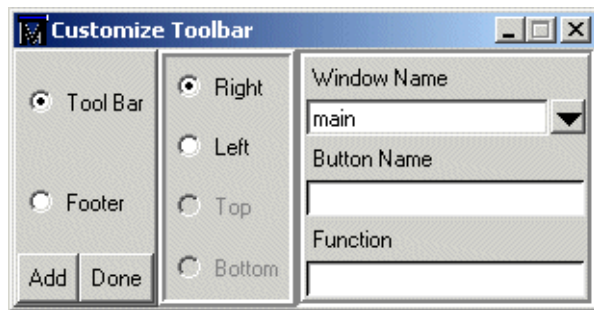 Customize Toolbar
Tool Bar
Footer
Add
Done
Right
Left
Top
Bottom
Window Name
main
Button Name
Function